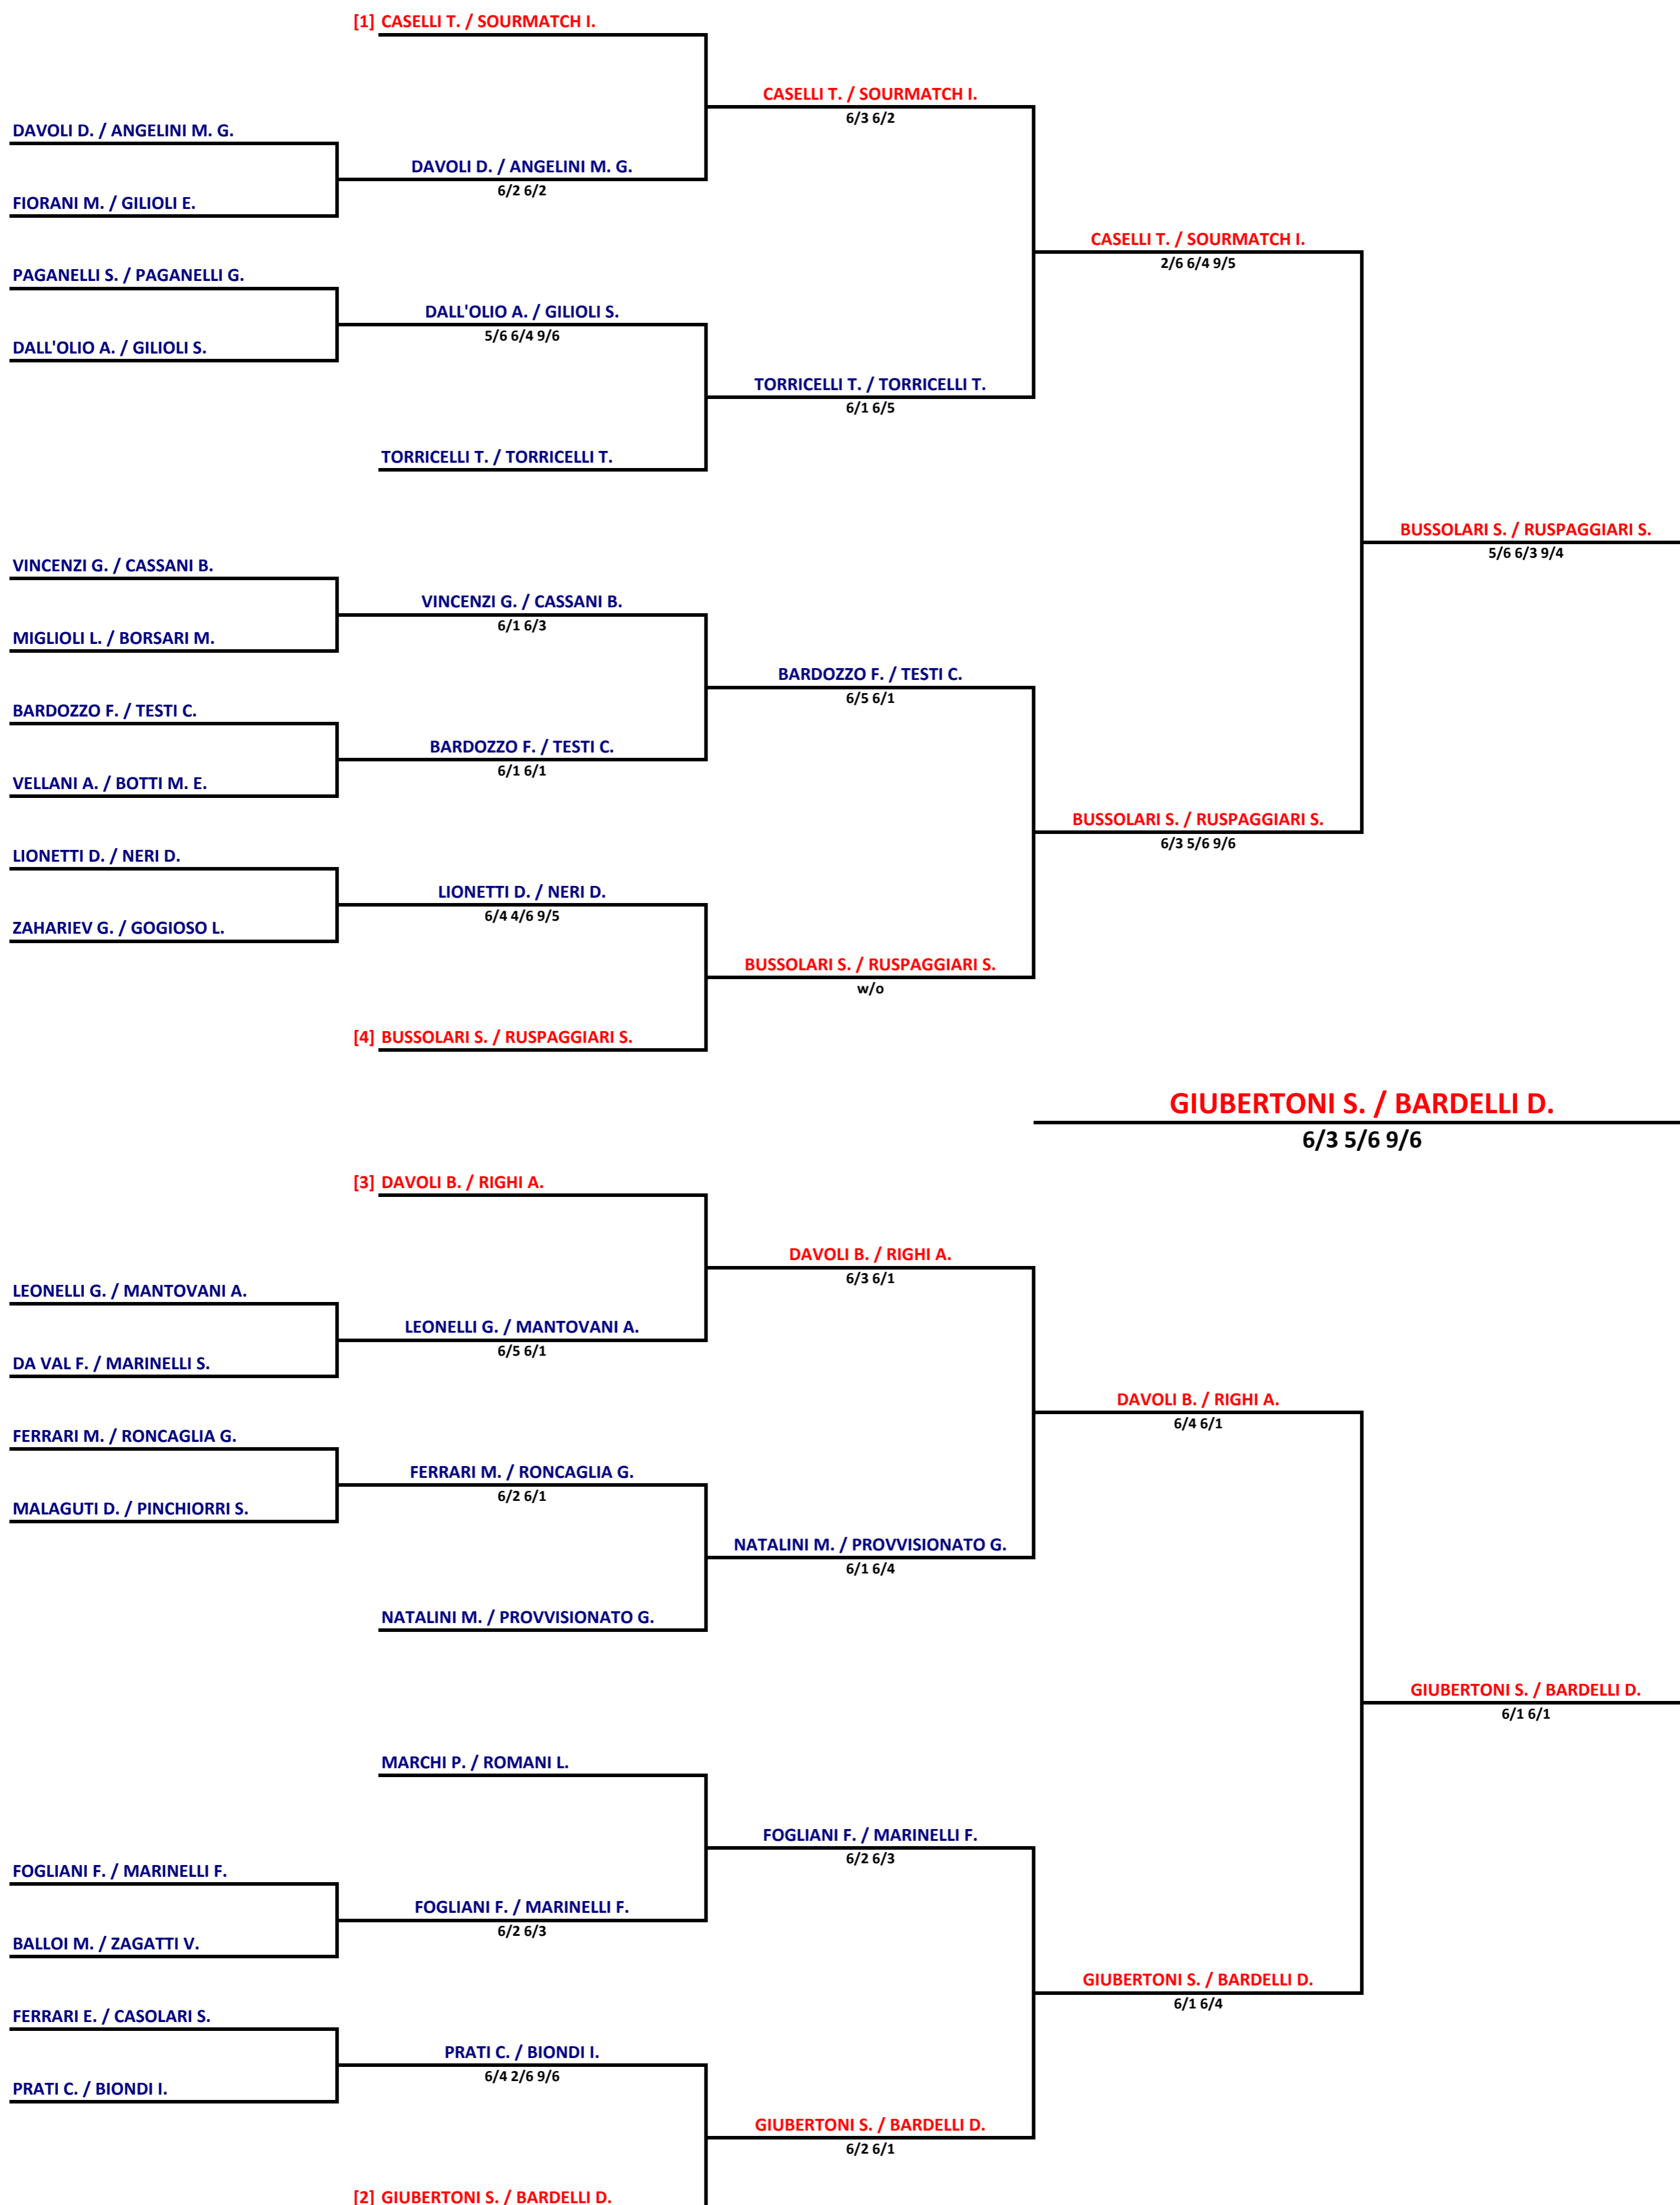 [1] CASELLI T. / SOURMATCH I.
CASELLI T. / SOURMATCH I.
6/3 6/2
DAVOLI D. / ANGELINI M. G.
DAVOLI D. / ANGELINI M. G.
6/2 6/2
FIORANI M. / GILIOLI E.
CASELLI T. / SOURMATCH I.
2/6 6/4 9/5
PAGANELLI S. / PAGANELLI G.
DALL'OLIO A. / GILIOLI S.
5/6 6/4 9/6
DALL'OLIO A. / GILIOLI S.
TORRICELLI T. / TORRICELLI T.
6/1 6/5
TORRICELLI T. / TORRICELLI T.
BUSSOLARI S. / RUSPAGGIARI S.
5/6 6/3 9/4
VINCENZI G. / CASSANI B.
VINCENZI G. / CASSANI B.
6/1 6/3
MIGLIOLI L. / BORSARI M.
BARDOZZO F. / TESTI C.
6/5 6/1
BARDOZZO F. / TESTI C.
BARDOZZO F. / TESTI C.
6/1 6/1
VELLANI A. / BOTTI M. E.
BUSSOLARI S. / RUSPAGGIARI S.
6/3 5/6 9/6
LIONETTI D. / NERI D.
LIONETTI D. / NERI D.
6/4 4/6 9/5
ZAHARIEV G. / GOGIOSO L.
BUSSOLARI S. / RUSPAGGIARI S.
w/o
[4] BUSSOLARI S. / RUSPAGGIARI S.
GIUBERTONI S. / BARDELLI D.
6/3 5/6 9/6
[3] DAVOLI B. / RIGHI A.
DAVOLI B. / RIGHI A.
6/3 6/1
LEONELLI G. / MANTOVANI A.
LEONELLI G. / MANTOVANI A.
6/5 6/1
DA VAL F. / MARINELLI S.
DAVOLI B. / RIGHI A.
6/4 6/1
FERRARI M. / RONCAGLIA G.
FERRARI M. / RONCAGLIA G.
6/2 6/1
MALAGUTI D. / PINCHIORRI S.
NATALINI M. / PROVVISIONATO G.
6/1 6/4
NATALINI M. / PROVVISIONATO G.
GIUBERTONI S. / BARDELLI D.
6/1 6/1
MARCHI P. / ROMANI L.
FOGLIANI F. / MARINELLI F.
6/2 6/3
FOGLIANI F. / MARINELLI F.
FOGLIANI F. / MARINELLI F.
6/2 6/3
BALLOI M. / ZAGATTI V.
GIUBERTONI S. / BARDELLI D.
6/1 6/4
FERRARI E. / CASOLARI S.
PRATI C. / BIONDI I.
6/4 2/6 9/6
PRATI C. / BIONDI I.
GIUBERTONI S. / BARDELLI D.
6/2 6/1
[2] GIUBERTONI S. / BARDELLI D.